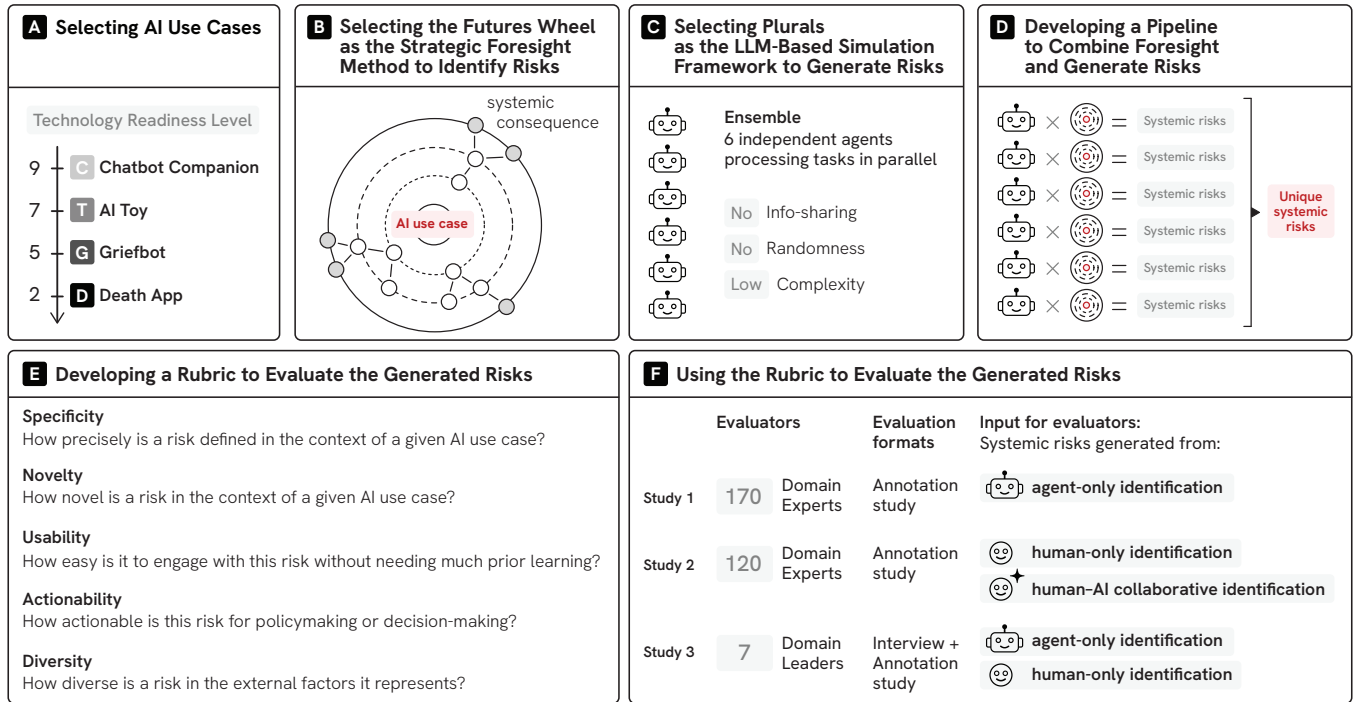 A Selecting AI Use Cases
Technology Readiness Level
9 C Chatbot Companion
7 T AI Toy
5 G Griefbot
2 D Death App
B Selecting the Futures Wheel
as the Strategic Foresight
Method to Identify Risks
systemic
consequence
AI use case
C Selecting Plurals
as the LLM-Based Simulation
Framework to Generate Risks
Ensemble
6 independent agents
processing tasks in parallel
No Info-sharing
No Randomness
Low Complexity
D Developing a Pipeline
to Combine Foresight
and Generate Risks
× = Systemic risks
× = Systemic risks
× = Systemic risks
× = Systemic risks
× = Systemic risks
× = Systemic risks
Unique
systemic
risks
E Developing a Rubric to Evaluate the Generated Risks
Specificity
How precisely is a risk defined in the context of a given AI use case?
Novelty
How novel is a risk in the context of a given AI use case?
Usability
How easy is it to engage with this risk without needing much prior learning?
Actionability
How actionable is this risk for policymaking or decision-making?
Diversity
How diverse is a risk in the external factors it represents?
F Using the Rubric to Evaluate the Generated Risks
Evaluators
Evaluation
formats
Input for evaluators:
Systemic risks generated from:
Study 1
170
Domain
Experts
Annotation
study
agent-only identification
Study 2
120
Domain
Experts
Annotation
study
human-only identification
human–AI collaborative identification
Study 3
7
Domain
Leaders
Interview +
Annotation
study
agent-only identification
human-only identification